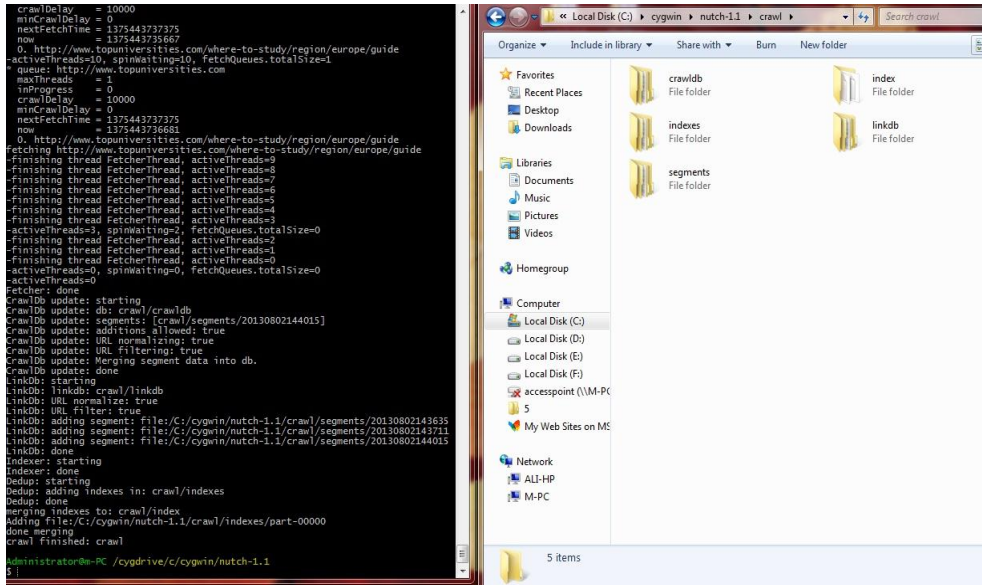 crawlDelay    = 10000
minCrawlDelay = 0
nextFetchTime = 1375443737375
now           = 1375443735667
0. http://www.topuniversities.com/where-to-study/region/europe/guide
-activeThreads=10, spinWaiting=10, fetchQueues.totalSize=1
* queue: http://www.topuniversities.com
maxThreads    = 1
inProgress    = 0
crawlDelay    = 10000
minCrawlDelay = 0
nextFetchTime = 1375443737375
now           = 1375443736681
0. http://www.topuniversities.com/where-to-study/region/europe/guide
fetching http://www.topuniversities.com/where-to-study/region/europe/guide
-finishing thread FetcherThread, activeThreads=9
-finishing thread FetcherThread, activeThreads=8
-finishing thread FetcherThread, activeThreads=7
-finishing thread FetcherThread, activeThreads=6
-finishing thread FetcherThread, activeThreads=5
-finishing thread FetcherThread, activeThreads=4
-finishing thread FetcherThread, activeThreads=3
-activeThreads=3, spinWaiting=2, fetchQueues.totalSize=0
-finishing thread FetcherThread, activeThreads=2
-finishing thread FetcherThread, activeThreads=1
-finishing thread FetcherThread, activeThreads=0
-activeThreads=0, spinWaiting=0, fetchQueues.totalSize=0
-activeThreads=0
Fetcher: done
CrawlDb update: starting
CrawlDb update: db: crawl/crawldb
CrawlDb update: segments: [crawl/segments/20130802144015]
CrawlDb update: additions allowed: true
CrawlDb update: URL normalizing: true
CrawlDb update: URL filtering: true
CrawlDb update: Merging segment data into db.
CrawlDb update: done
LinkDb: starting
LinkDb: linkdb: crawl/linkdb
LinkDb: URL normalize: true
LinkDb: URL filter: true
LinkDb: adding segment: file:/C:/cygwin/nutch-1.1/crawl/segments/20130802143635
LinkDb: adding segment: file:/C:/cygwin/nutch-1.1/crawl/segments/20130802143711
LinkDb: adding segment: file:/C:/cygwin/nutch-1.1/crawl/segments/20130802144015
LinkDb: done
Indexer: starting
Indexer: done
Dedup: starting
Dedup: adding indexes in: crawl/indexes
Dedup: done
merging indexes to: crawl/index
Adding file:/C:/cygwin/nutch-1.1/crawl/indexes/part-00000
done merging
crawl finished: crawl
Administrator@m-PC /cygdrive/c/cygwin/nutch-1.1
$
« Local Disk (C:) ▸ cygwin ▸ nutch-1.1 ▸ crawl ▸ Search crawl
Organize Include in library Share with Burn New folder
Favorites
Recent Places
Desktop
Downloads
Libraries
Documents
Music
Pictures
Videos
Homegroup
Computer
Local Disk (C:)
Local Disk (D:)
Local Disk (E:)
Local Disk (F:)
accesspoint (\\M-PC
5
My Web Sites on MS
Network
ALI-HP
M-PC
crawldb
File folder
index
File folder
indexes
File folder
linkdb
File folder
segments
File folder
5 items